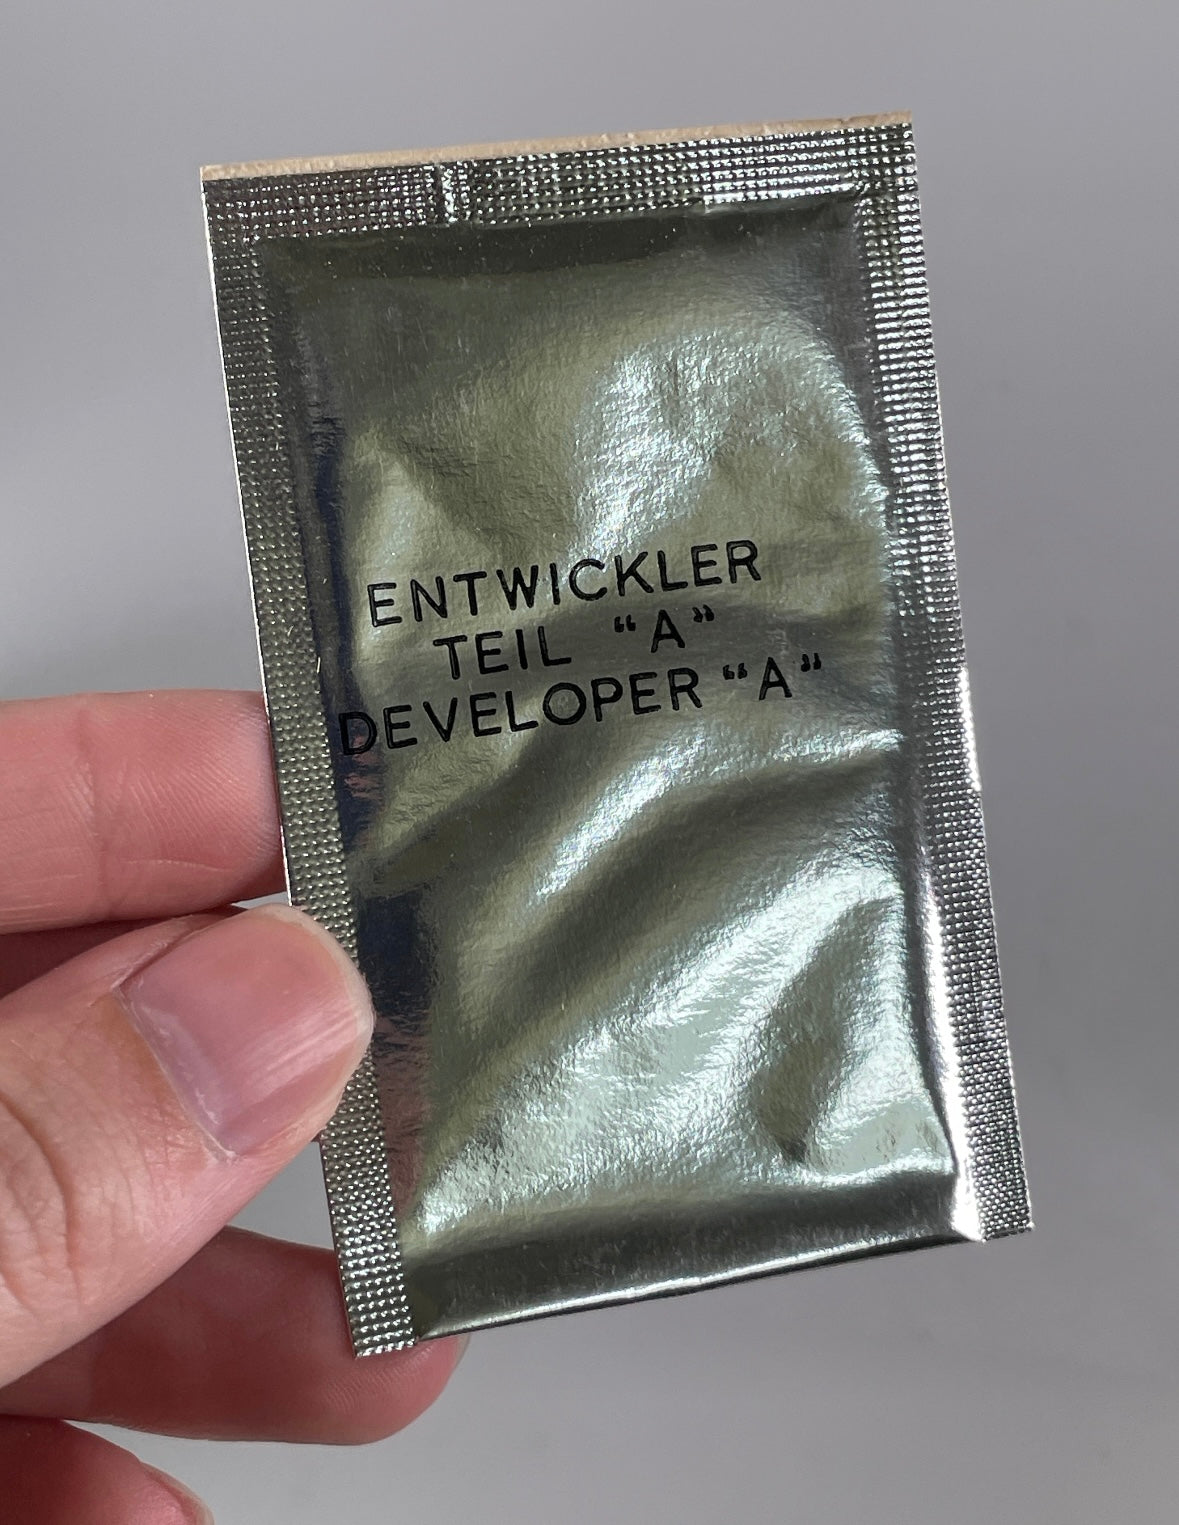 ENTWICKLER
TEIL “A”
DEVELOPER “A”